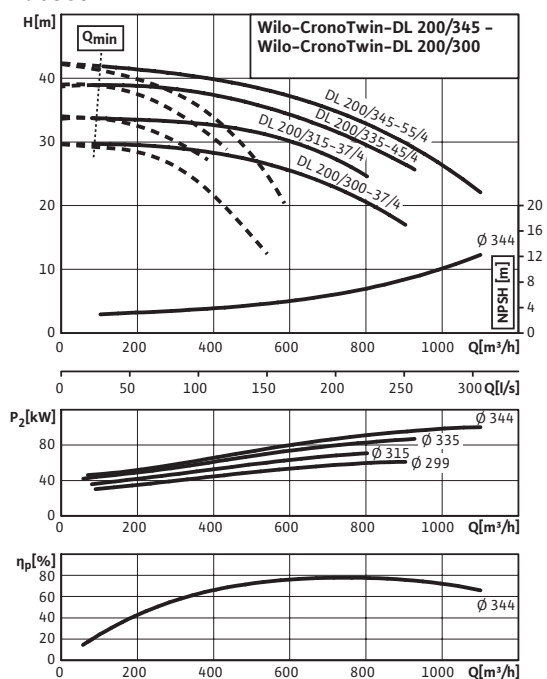 H[m]
Wilo-CronoTwin-DL 200/345 –
Wilo-CronoTwin-DL 200/300
Qmin
40
30
20
10
0
DL 200/345-55/4
DL 200/335-45/4
DL 200/315-37/4
DL 200/300-37/4
Ø 344
20
16
12
8
4
0
NPSH [m]
0 200 400 600 800 1000 Q[m³/h]
0 50 100 150 200 250 300 Q[l/s]
P₂[kW]
80
40
0
Ø 344
Ø 335
Ø 315
Ø 299
0 200 400 600 800 1000 Q[m³/h]
ηp[%]
80
60
40
20
0
Ø 344
0 200 400 600 800 1000 Q[m³/h]